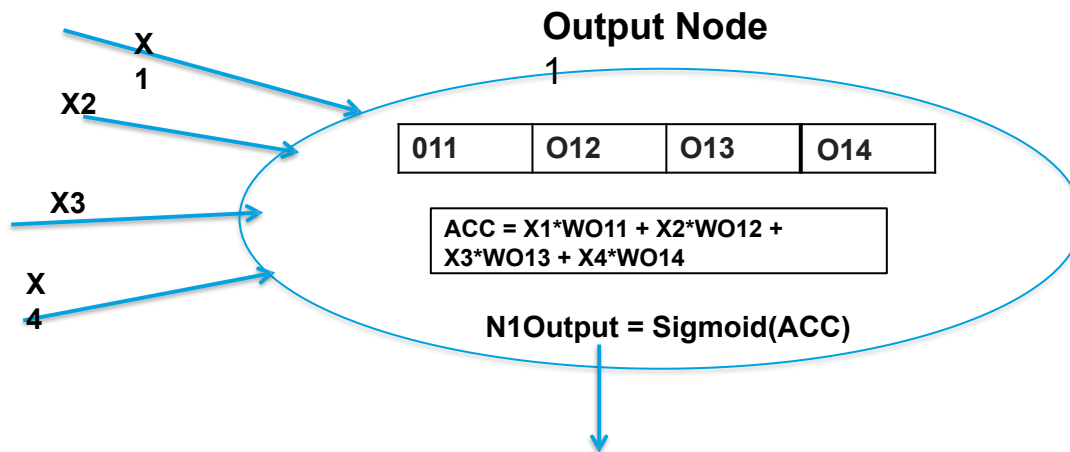 Output Node
1
X
1
X2
X3
X
4
011
O12
O13
O14
ACC = X1*WO11 + X2*WO12 +
X3*WO13 + X4*WO14
N1Output = Sigmoid(ACC)